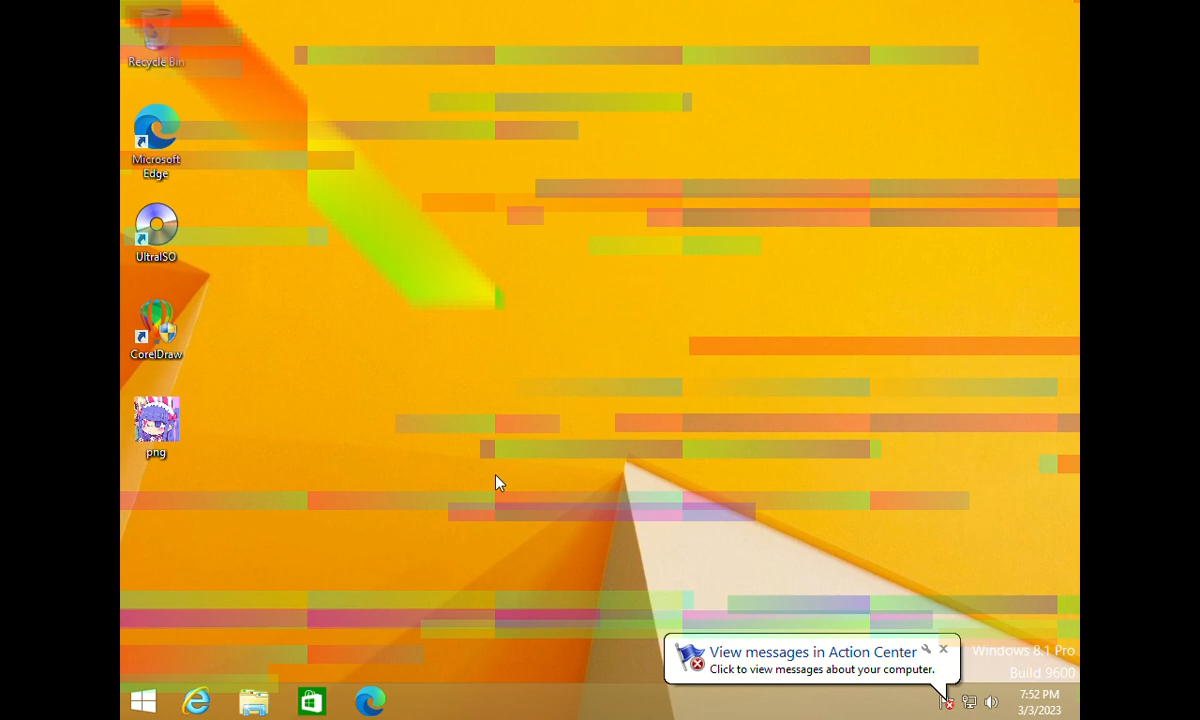 Recycle Bin
Microsoft
Edge
UltraISO
CorelDraw
png
View messages in Action Center
Click to view messages about your computer.
Windows 8.1 Pro
Build 9600
7:52 PM
3/3/2023